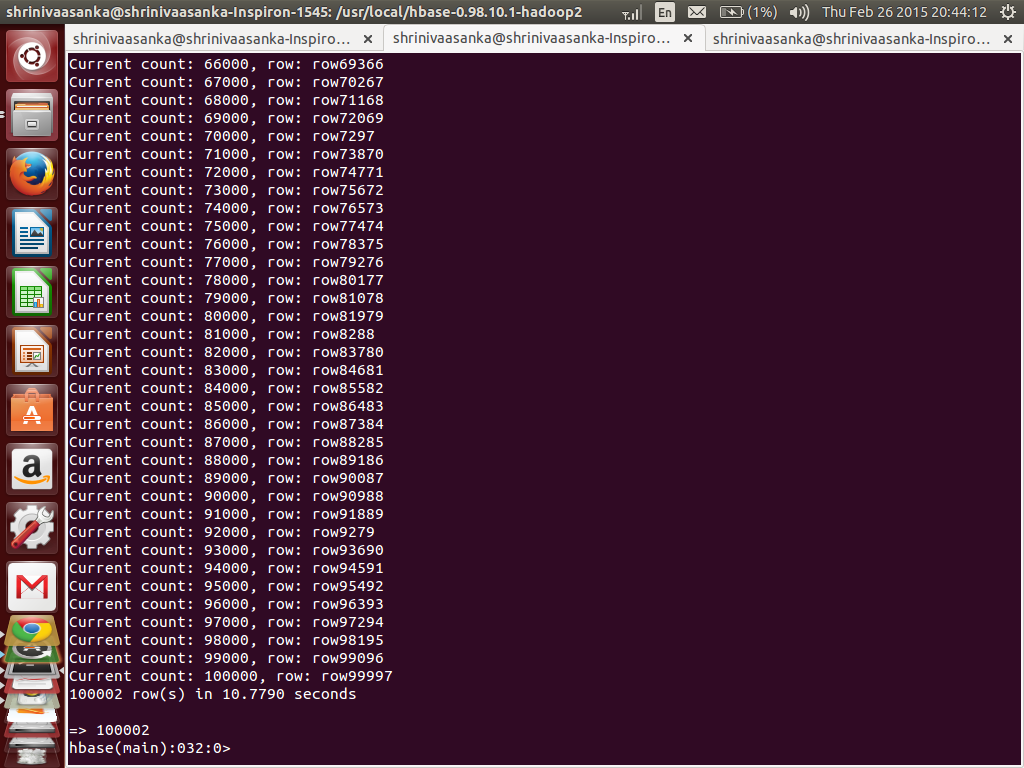 shrinivaasanka@shrinivaasanka-Inspiron-1545: /usr/local/hbase-0.98.10.1-hadoop2
En
(1%)
Thu Feb 26 2015 20:44:12
shrinivaasanka@shrinivaasanka-Inspiro... ×
shrinivaasanka@shrinivaasanka-Inspiro... ×
shrinivaasanka@shrinivaasanka-Inspiro... ×
Current count: 66000, row: row69366
Current count: 67000, row: row70267
Current count: 68000, row: row71168
Current count: 69000, row: row72069
Current count: 70000, row: row7297
Current count: 71000, row: row73870
Current count: 72000, row: row74771
Current count: 73000, row: row75672
Current count: 74000, row: row76573
Current count: 75000, row: row77474
Current count: 76000, row: row78375
Current count: 77000, row: row79276
Current count: 78000, row: row80177
Current count: 79000, row: row81078
Current count: 80000, row: row81979
Current count: 81000, row: row8288
Current count: 82000, row: row83780
Current count: 83000, row: row84681
Current count: 84000, row: row85582
Current count: 85000, row: row86483
Current count: 86000, row: row87384
Current count: 87000, row: row88285
Current count: 88000, row: row89186
Current count: 89000, row: row90087
Current count: 90000, row: row90988
Current count: 91000, row: row91889
Current count: 92000, row: row9279
Current count: 93000, row: row93690
Current count: 94000, row: row94591
Current count: 95000, row: row95492
Current count: 96000, row: row96393
Current count: 97000, row: row97294
Current count: 98000, row: row98195
Current count: 99000, row: row99096
Current count: 100000, row: row99997
100002 row(s) in 10.7790 seconds
=> 100002
hbase(main):032:0>